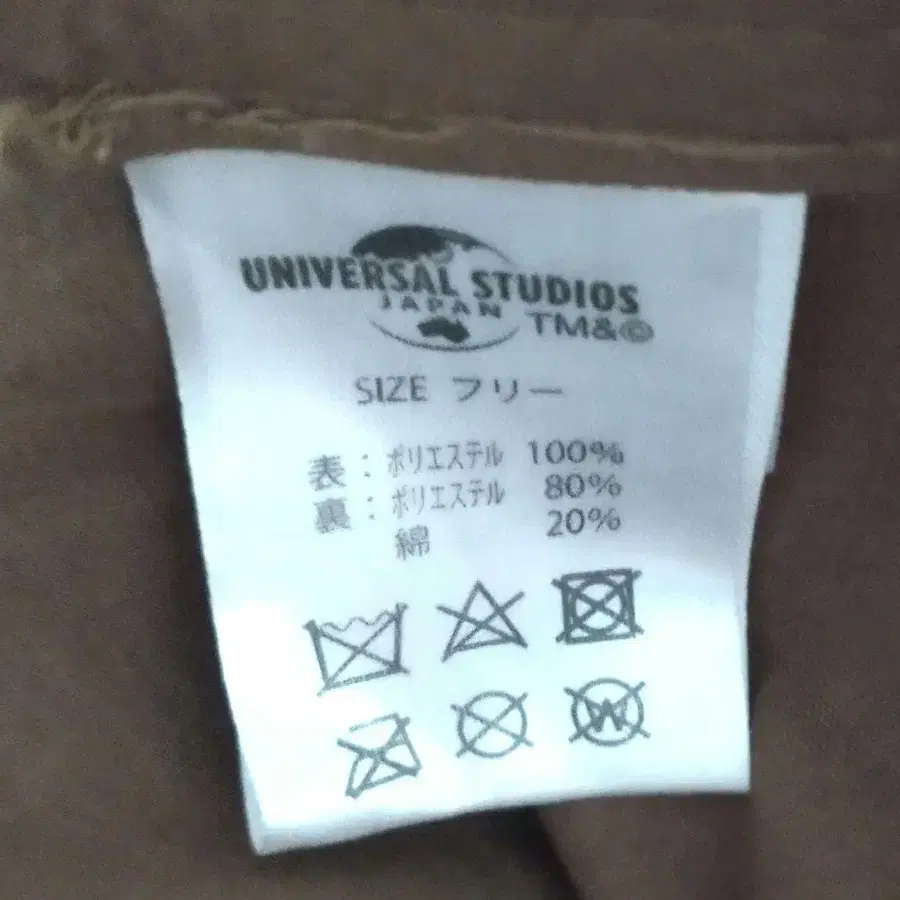 UNIVERSAL STUDIOS
JAPAN TM&©
SIZE フリー
表：ポリエステル 100%
裏：ポリエステル 80%
綿 20%
W